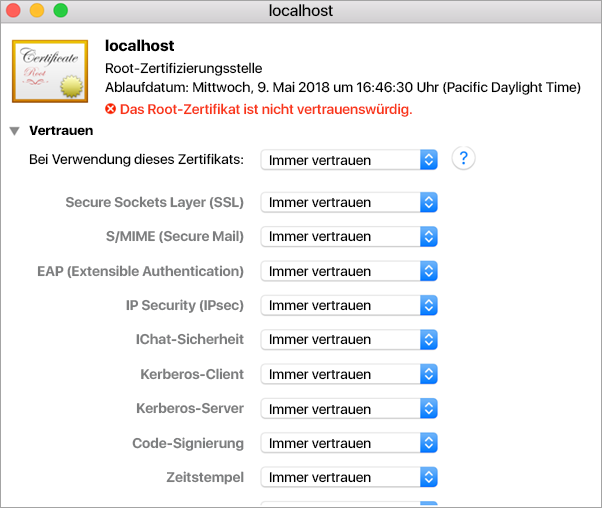 localhost
Certificate
Root
localhost
Root-Zertifizierungsstelle
Ablaufdatum: Mittwoch, 9. Mai 2018 um 16:46:30 Uhr (Pacific Daylight Time)
Das Root-Zertifikat ist nicht vertrauenswürdig.
Vertrauen
Bei Verwendung dieses Zertifikats: Immer vertrauen ?
Secure Sockets Layer (SSL) Immer vertrauen
S/MIME (Secure Mail) Immer vertrauen
EAP (Extensible Authentication) Immer vertrauen
IP Security (IPsec) Immer vertrauen
IChat-Sicherheit Immer vertrauen
Kerberos-Client Immer vertrauen
Kerberos-Server Immer vertrauen
Code-Signierung Immer vertrauen
Zeitstempel Immer vertrauen